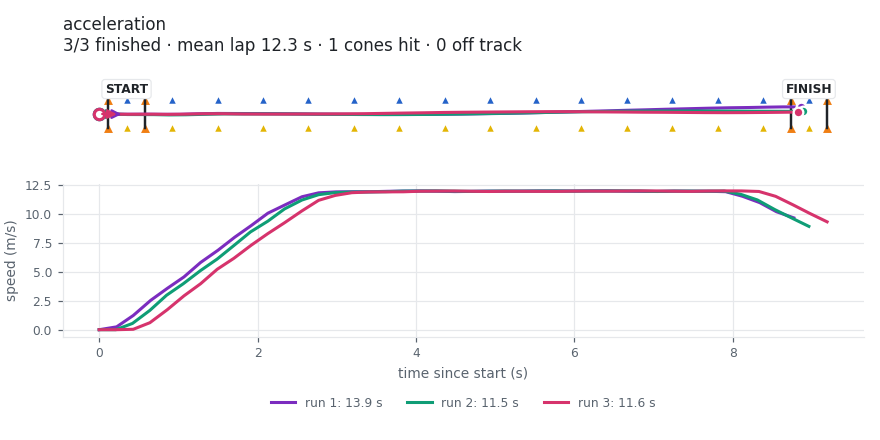 acceleration
3/3 finished · mean lap 12.3 s · 1 cones hit · 0 off track
START
FINISH
12.5
10.0
7.5
5.0
2.5
0.0
speed (m/s)
0 2 4 6 8
time since start (s)
run 1: 13.9 s run 2: 11.5 s run 3: 11.6 s